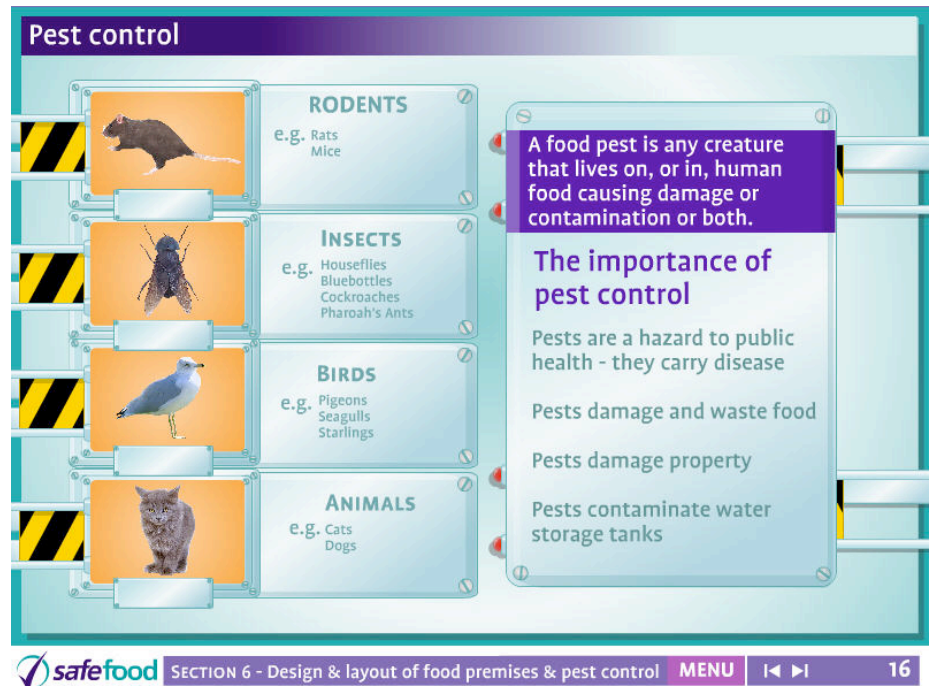 Pest control
RODENTS
e.g. Rats
Mice
INSECTS
e.g. Houseflies
Bluebottles
Cockroaches
Pharoah's Ants
BIRDS
e.g. Pigeons
Seagulls
Starlings
ANIMALS
e.g. Cats
Dogs
A food pest is any creature
that lives on, or in, human
food causing damage or
contamination or both.
The importance of
pest control
Pests are a hazard to public
health - they carry disease
Pests damage and waste food
Pests damage property
Pests contaminate water
storage tanks
safefood SECTION 6 - Design & layout of food premises & pest control MENU 16